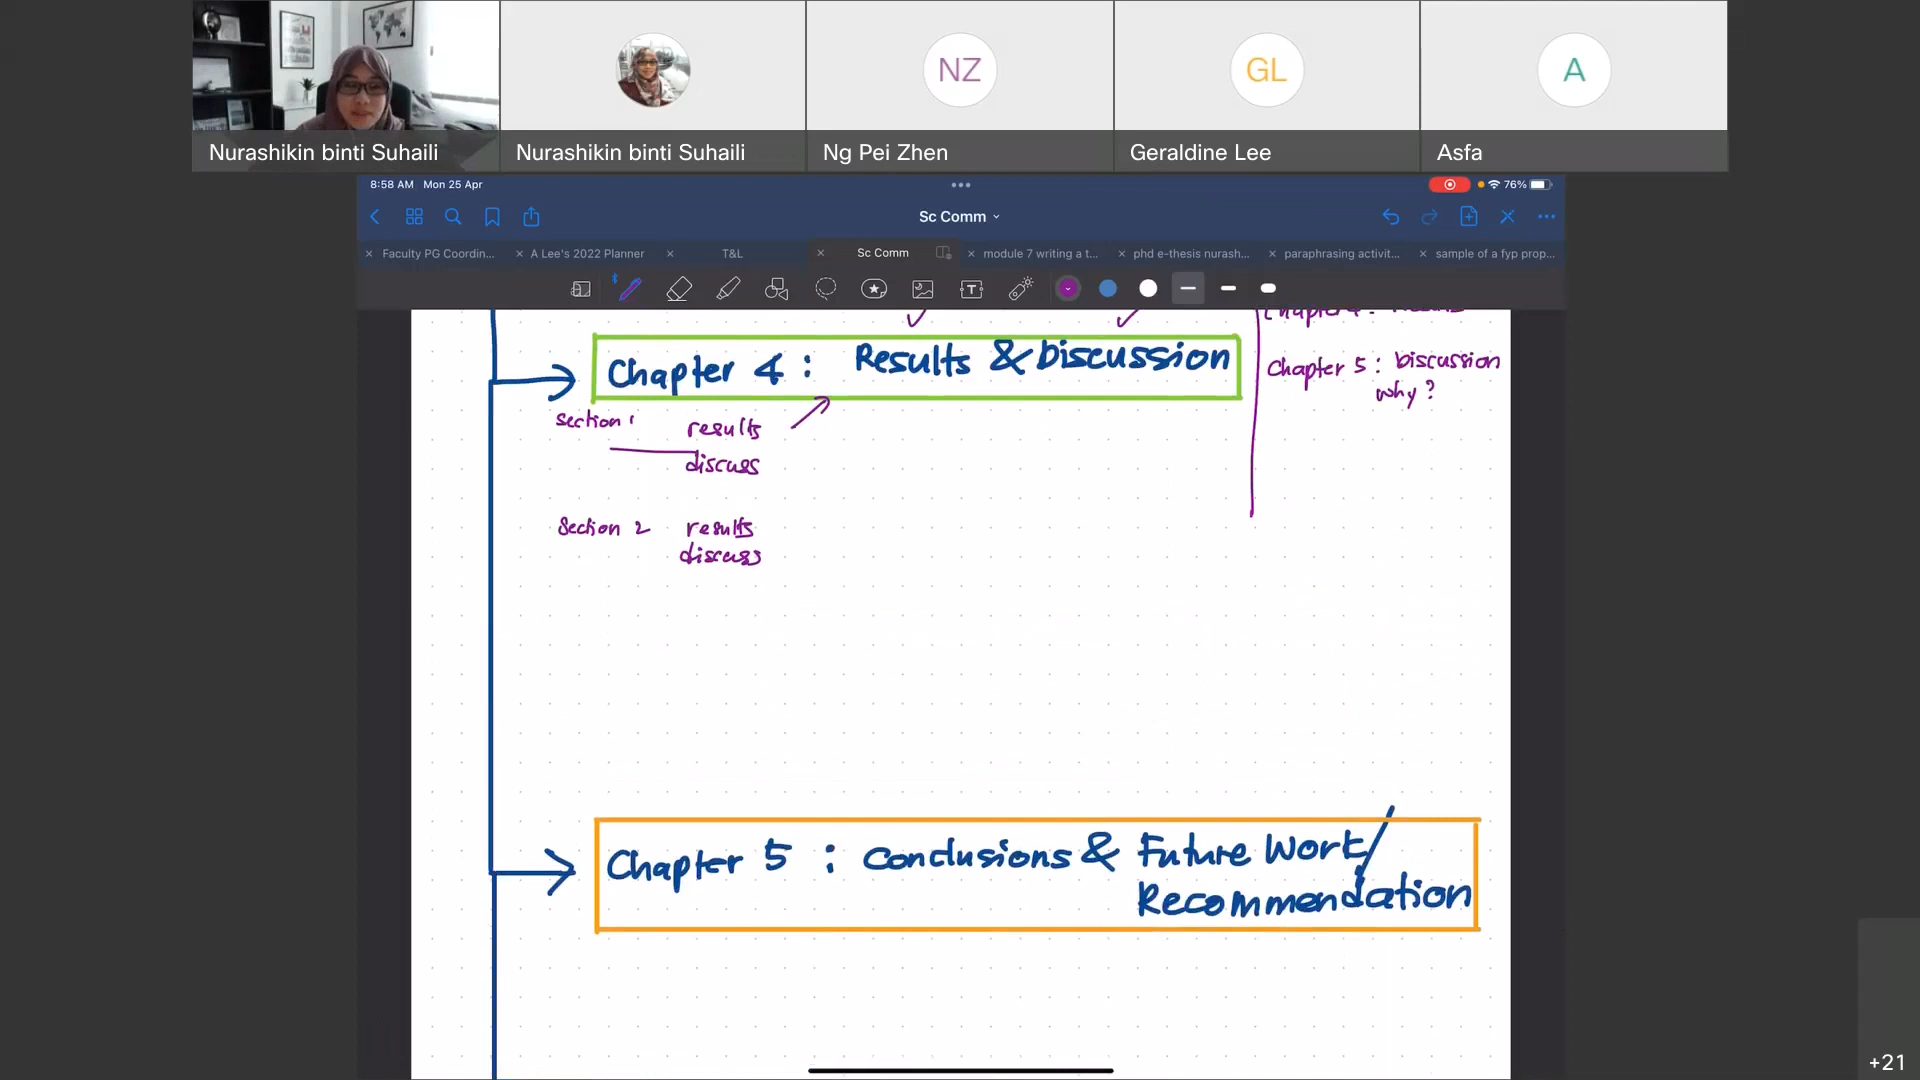 NZ
GL
A
Nurashikin binti Suhaili
Nurashikin binti Suhaili
Ng Pei Zhen
Geraldine Lee
Asfa
8:58 AM Mon 25 Apr
76%
Sc Comm
Faculty PG Coordin...
A Lee's 2022 Planner
T&L
Sc Comm
module 7 writing a t...
phd e-thesis nurash...
paraphrasing activit...
sample of a fyp prop...
Chapter 4 : Results & Discussion
Chapter 5 : Discussion
why ?
Section 1 results
discuss
Section 2 results
discuss
Chapter 5 : Conclusions & Future Work/
Recommendation
+21